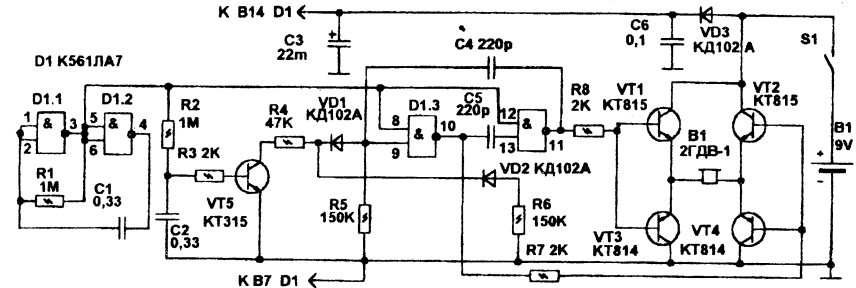 К В14 D1
C6
0,1
VD3
КД102А
S1
C3
22m
C4 220p
D1 К561ЛА7
D1.1
D1.2
&
&
1
2
3
5
6
4
R1
1M
C1
0,33
R2
1M
R3 2K
C2
0,33
VT5
КТ315
R4
47K
VD1
КД102А
R5
150K
D1.3
&
8
9
10
C5
220p
12
13
&
11
R8
2K
VD2 КД102А
R6
150K
R7 2K
VT1
КТ815
VT2
КТ815
B1
2ГДВ-1
VT3
КТ814
VT4
КТ814
B1
9V
+
-
+
К В7 D1